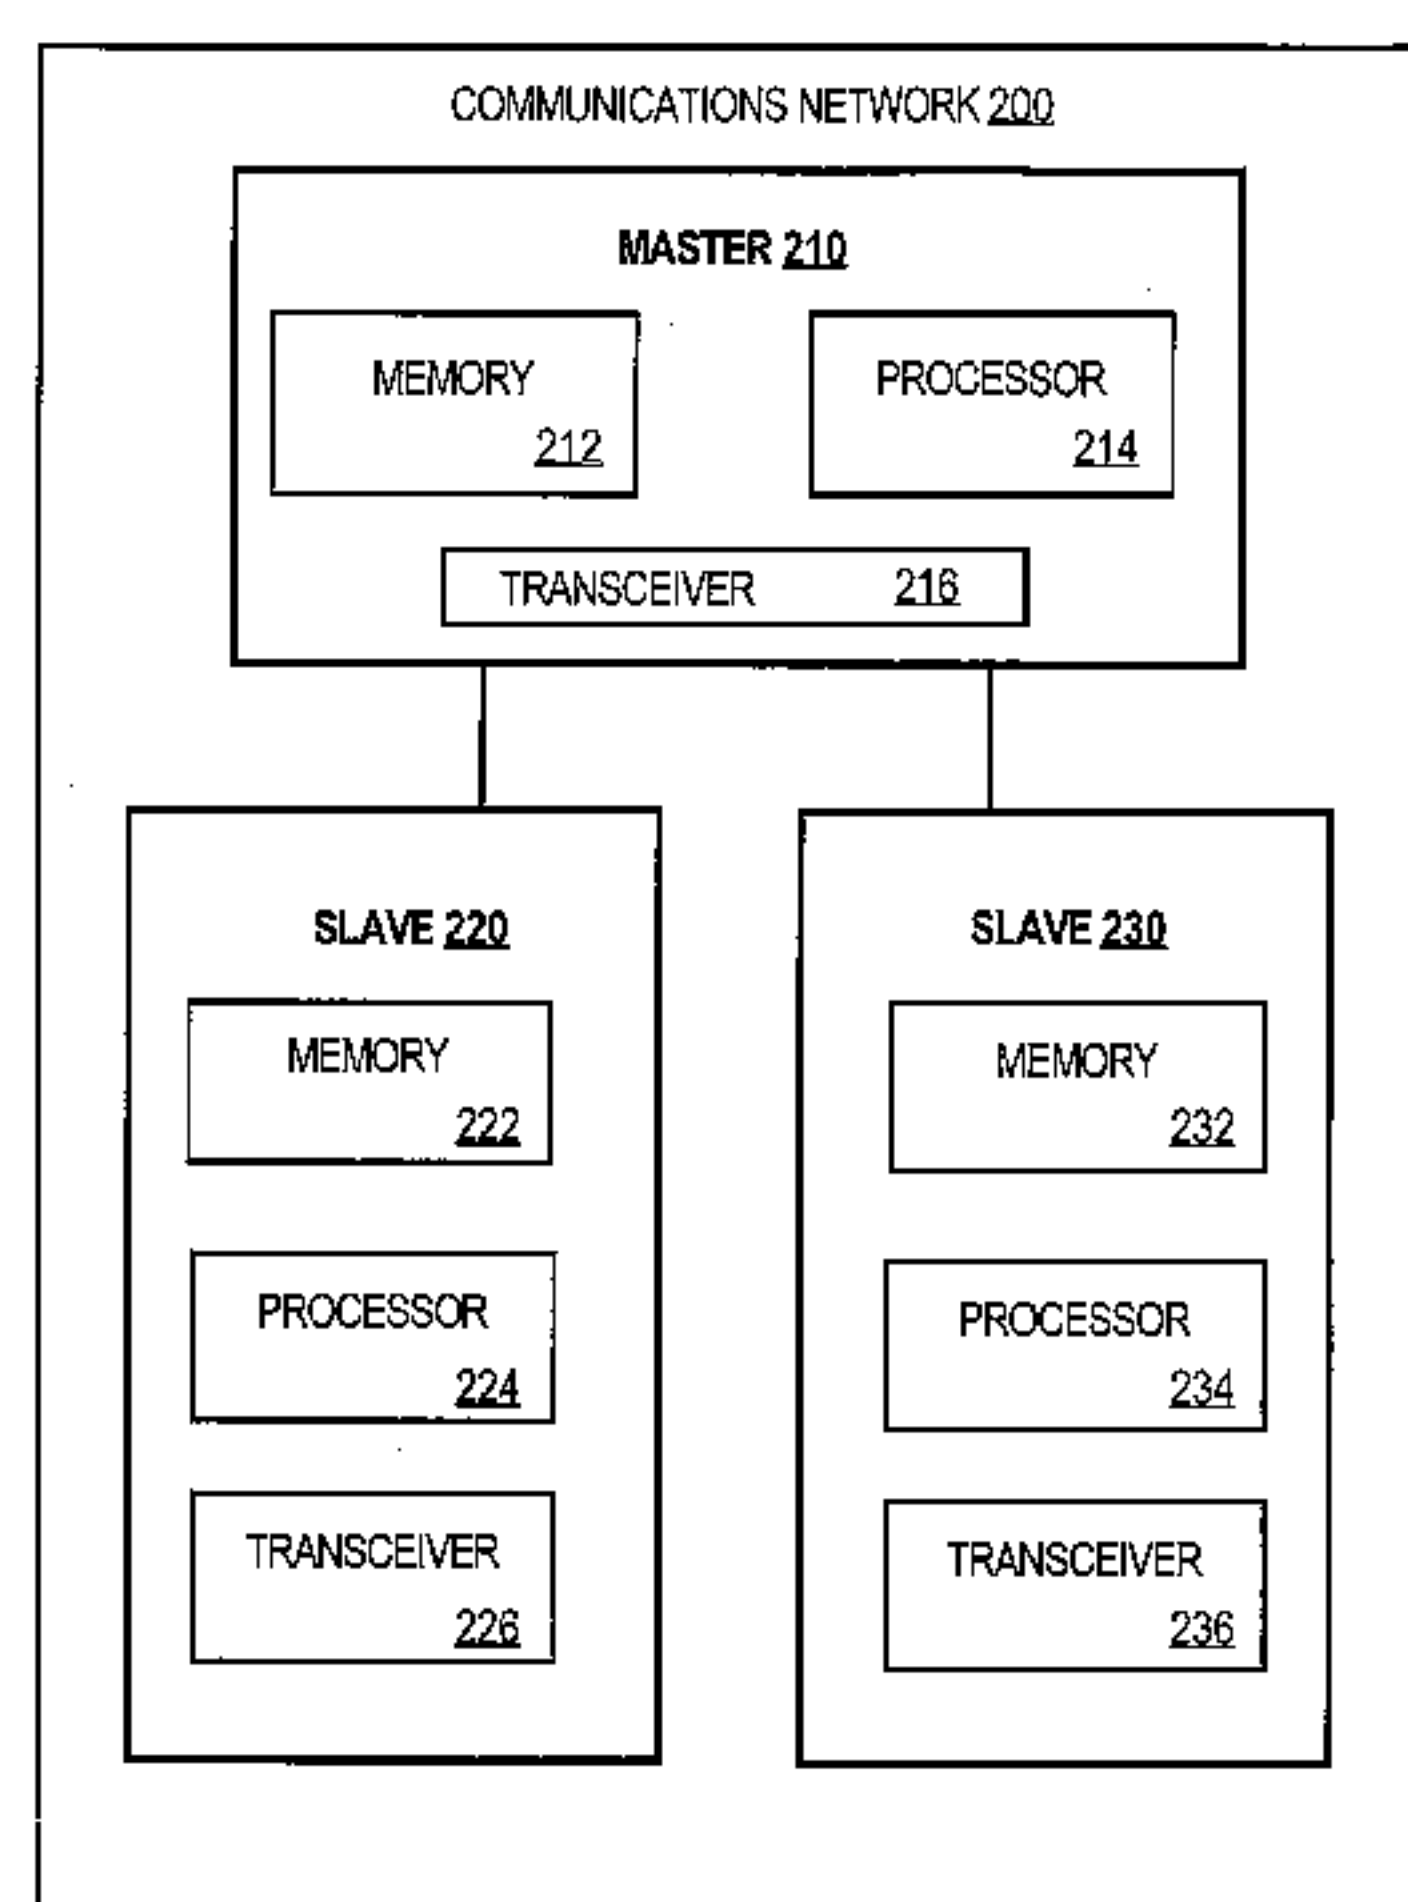 COMMUNICATIONS NETWORK 200
MASTER 210
MEMORY
212
PROCESSOR
214
TRANSCEIVER 216
SLAVE 220
MEMORY
222
PROCESSOR
224
TRANSCEIVER
226
SLAVE 230
MEMORY
232
PROCESSOR
234
TRANSCEIVER
236